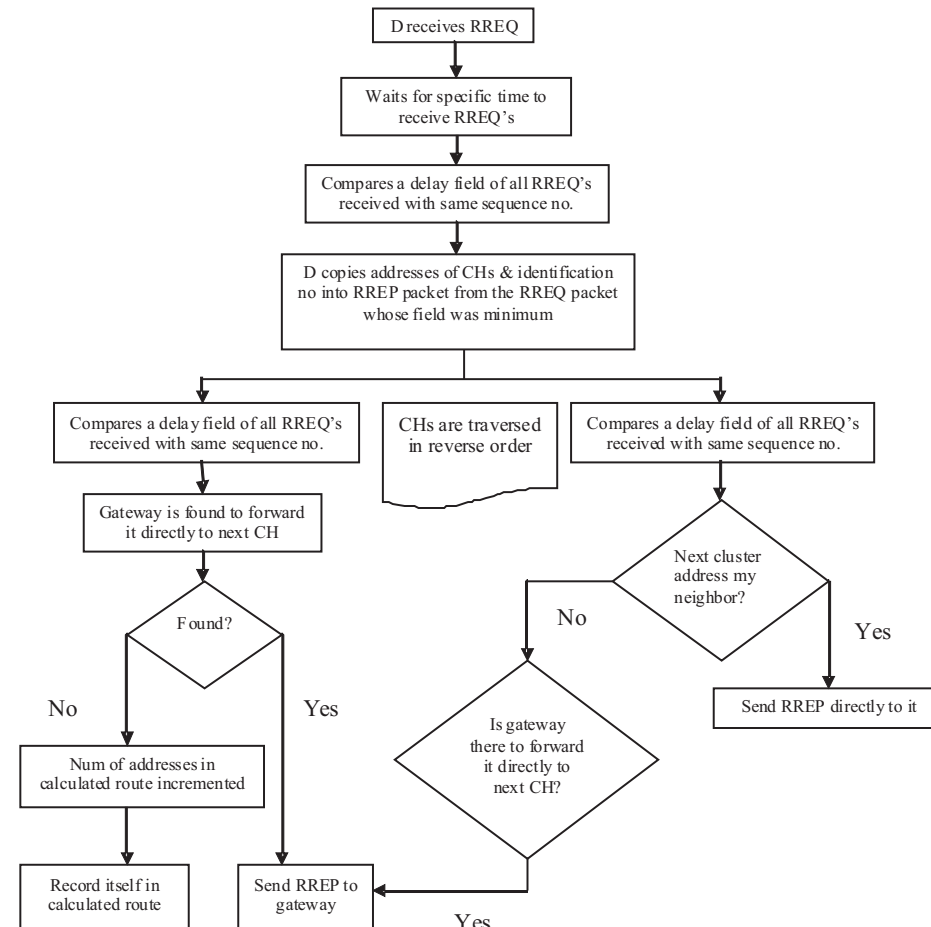 D receives RREQ
Waits for specific time to
receive RREQ's
Compares a delay field of all RREQ's
received with same sequence no.
D copies addresses of CHs & identification
no into RREP packet from the RREQ packet
whose field was minimum
Compares a delay field of all RREQ's
received with same sequence no.
CHs are traversed
in reverse order
Compares a delay field of all RREQ's
received with same sequence no.
Gateway is found to forward
it directly to next CH
Next cluster
address my
neighbor?
Found?
No
Yes
No
Yes
Send RREP directly to it
Is gateway
there to forward
it directly to
next CH?
Num of addresses in
calculated route incremented
Record itself in
calculated route
Send RREP to
gateway
Yes